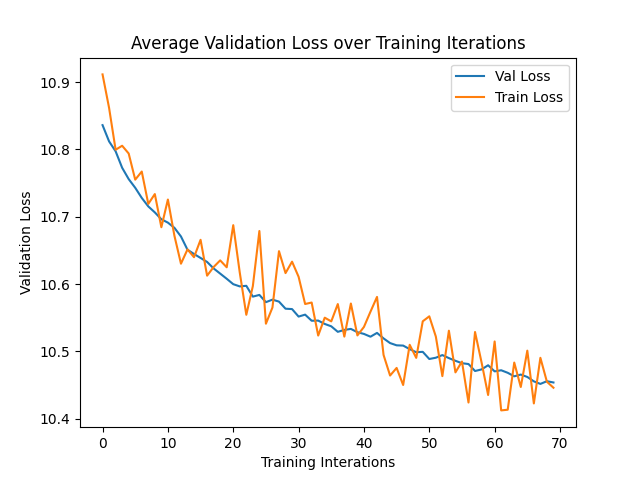 Average Validation Loss over Training Iterations
Val Loss
Train Loss
Validation Loss
10.9
10.8
10.7
10.6
10.5
10.4
0 10 20 30 40 50 60 70
Training Interations